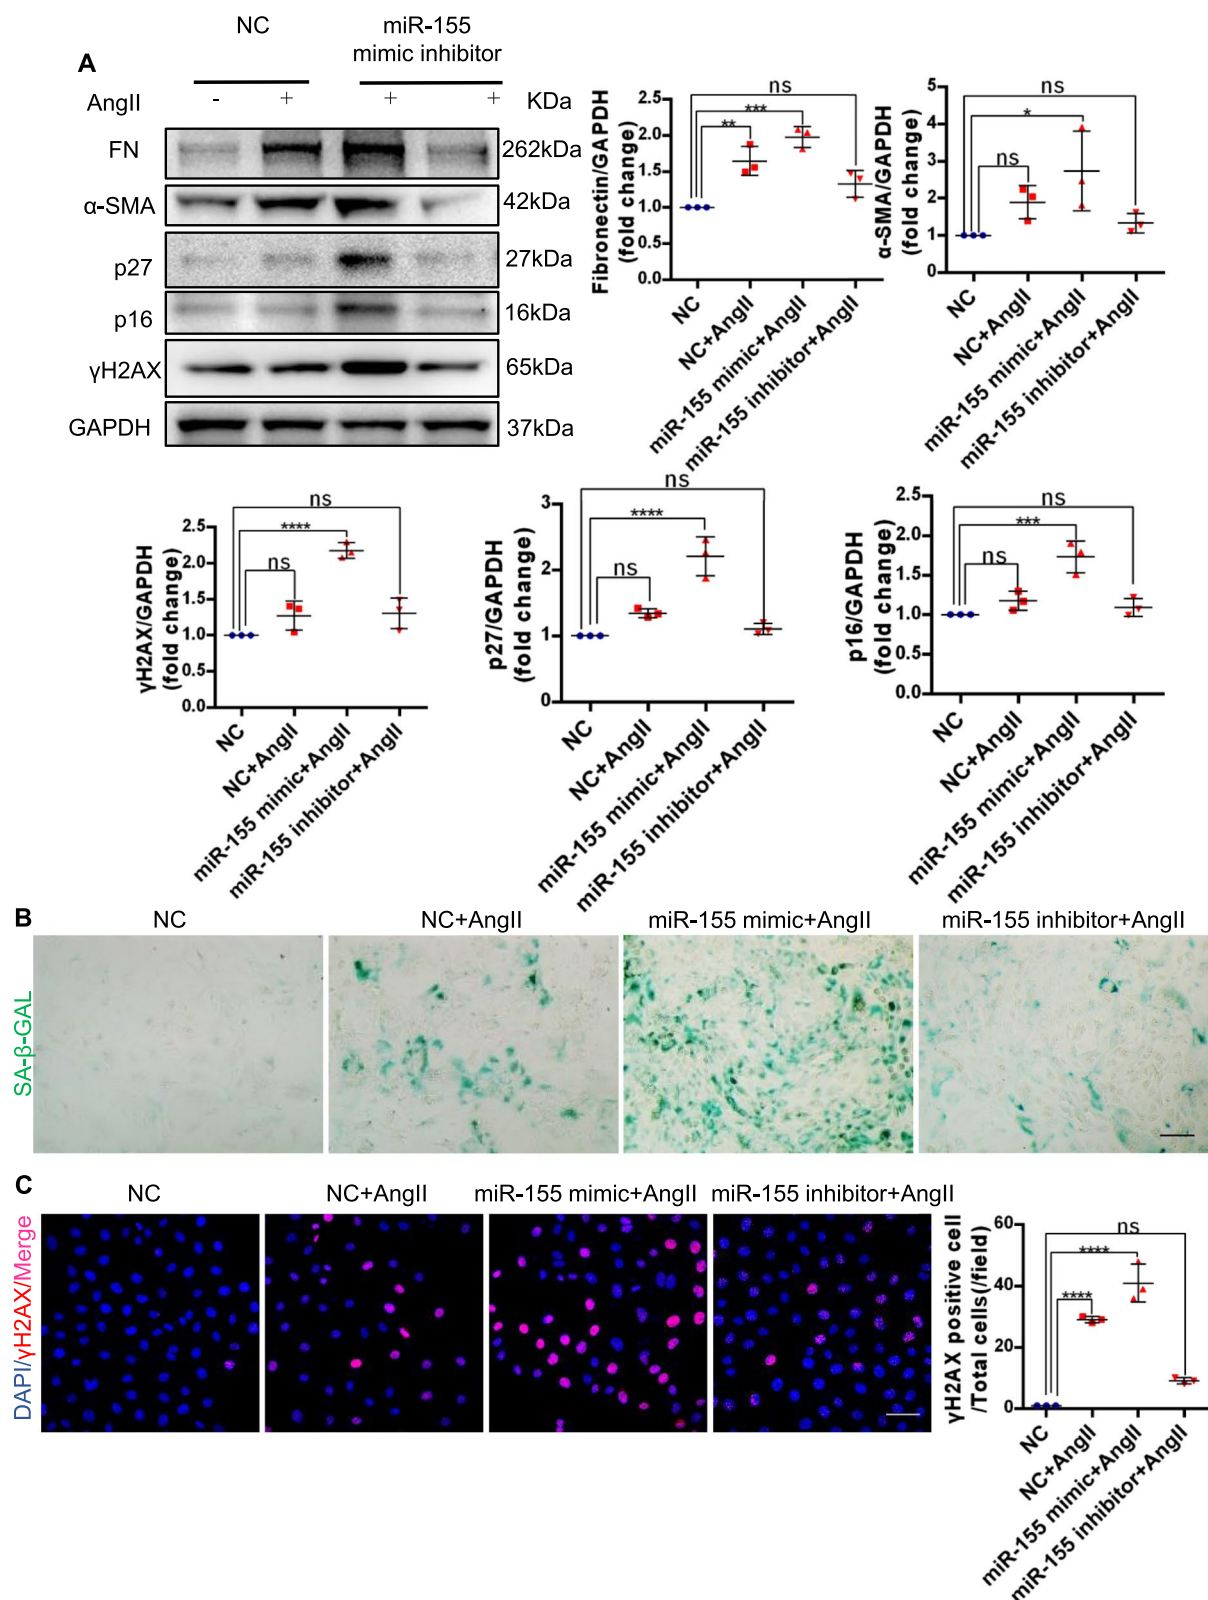 A
NC
miR-155
mimic inhibitor
AngII - + + + KDa
FN 262kDa
α-SMA 42kDa
p27 27kDa
p16 16kDa
γH2AX 65kDa
GAPDH 37kDa
Fibronectin/GAPDH
(fold change)
2.5
2.0
1.5
1.0
0.5
0.0
ns
***
**
NC
NC+AngII
miR-155 mimic+AngII
miR-155 inhibitor+AngII
α-SMA/GAPDH
(fold change)
5
4
3
2
1
0
ns
*
ns
NC
NC+AngII
miR-155 mimic+AngII
miR-155 inhibitor+AngII
γH2AX/GAPDH
(fold change)
2.5
2.0
1.5
1.0
0.5
0.0
ns
****
ns
NC
NC+AngII
miR-155 mimic+AngII
miR-155 inhibitor+AngII
p27/GAPDH
(fold change)
3
2
1
0
ns
****
ns
NC
NC+AngII
miR-155 mimic+AngII
miR-155 inhibitor+AngII
p16/GAPDH
(fold change)
2.5
2.0
1.5
1.0
0.5
0.0
ns
***
ns
NC
NC+AngII
miR-155 mimic+AngII
miR-155 inhibitor+AngII
B
NC NC+AngII miR-155 mimic+AngII miR-155 inhibitor+AngII
SA-β-GAL
C
NC NC+AngII miR-155 mimic+AngII miR-155 inhibitor+AngII
DAPI/γH2AX/Merge
γH2AX positive cell
/Total cells(/field)
60
40
20
0
ns
****
****
NC
NC+AngII
miR-155 mimic+AngII
miR-155 inhibitor+AngII